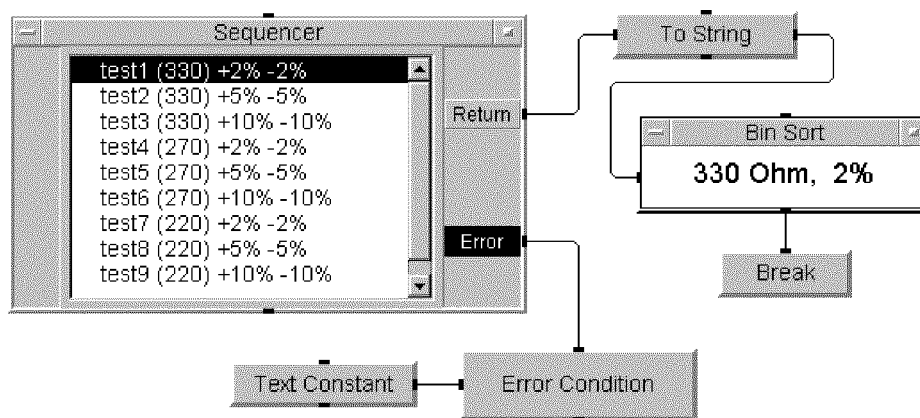 Sequencer
test1 (330) +2% -2%
test2 (330) +5% -5%
test3 (330) +10% -10%
test4 (270) +2% -2%
test5 (270) +5% -5%
test6 (270) +10% -10%
test7 (220) +2% -2%
test8 (220) +5% -5%
test9 (220) +10% -10%
Return
Error
To String
Bin Sort
330 Ohm, 2%
Break
Text Constant
Error Condition